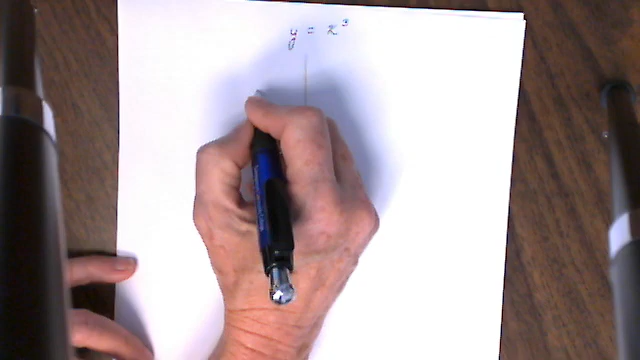 y = x³